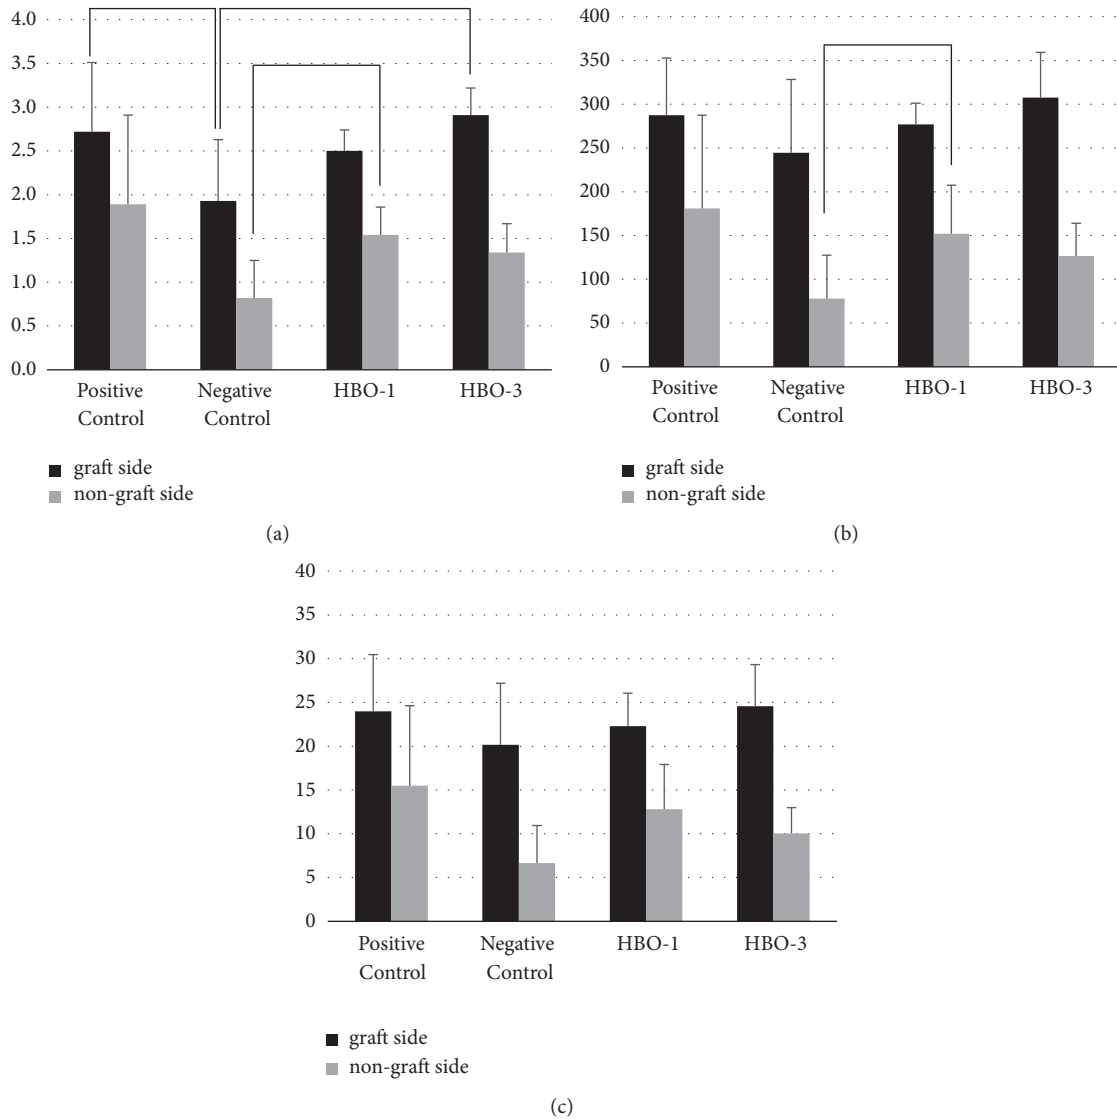 4.0
3.5
3.0
2.5
2.0
1.5
1.0
0.5
0.0
Positive
Control
Negative
Control
HBO-1
HBO-3
graft side
non-graft side
(a)
400
350
300
250
200
150
100
50
0
Positive
Control
Negative
Control
HBO-1
HBO-3
graft side
non-graft side
(b)
40
35
30
25
20
15
10
5
0
Positive
Control
Negative
Control
HBO-1
HBO-3
graft side
non-graft side
(c)